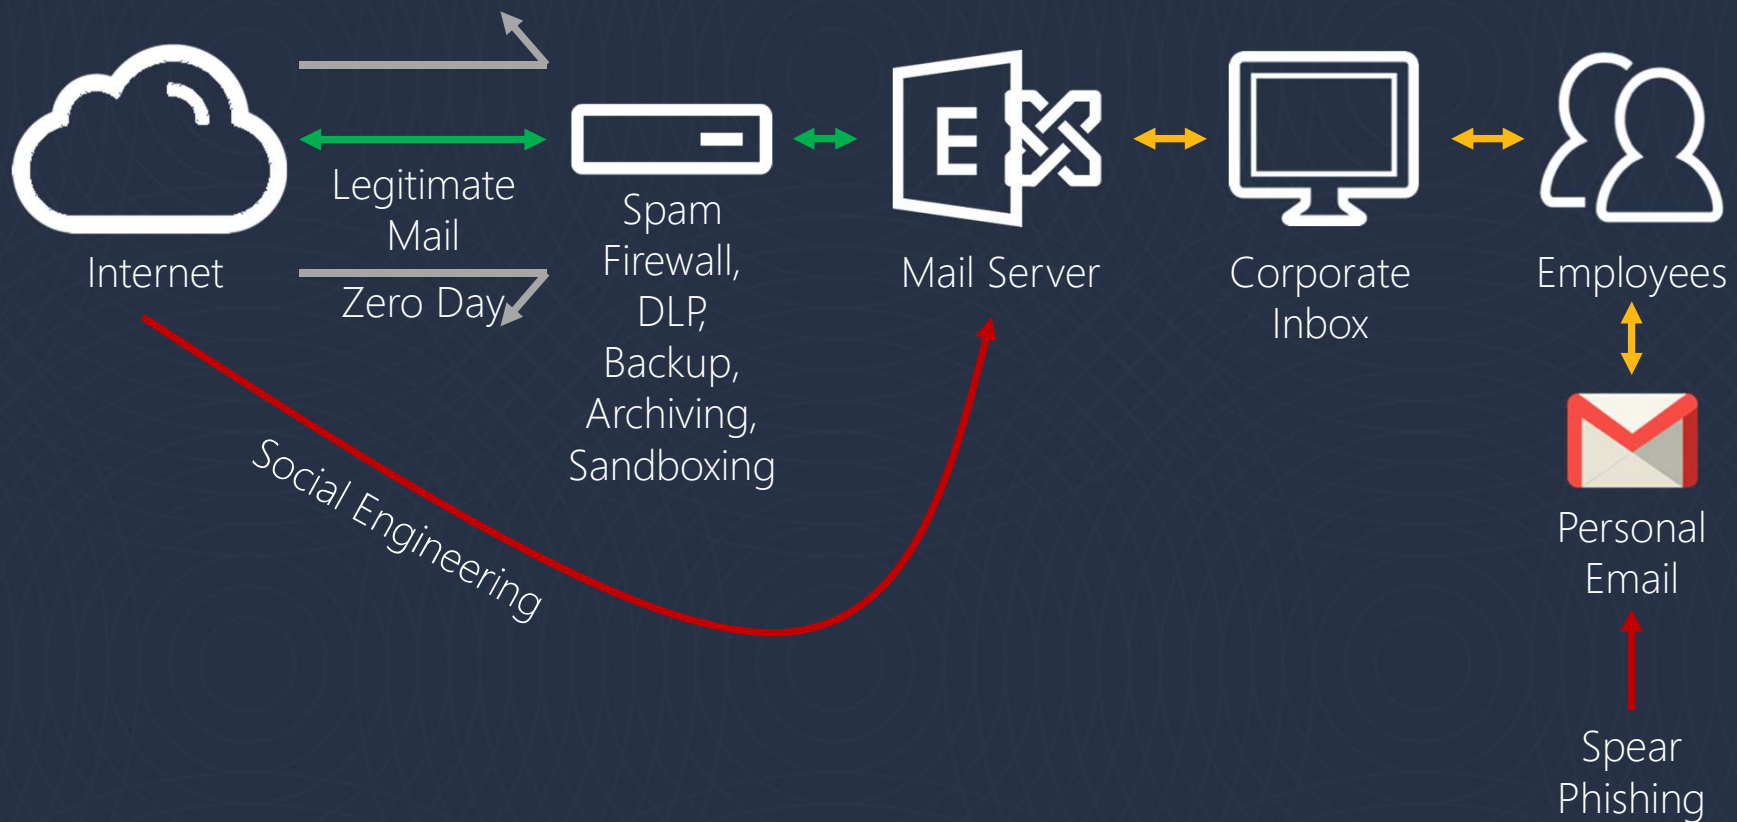 Internet
Legitimate
Mail
Zero Day
Spam
Firewall,
DLP,
Backup,
Archiving,
Sandboxing
E
Mail Server
Corporate
Inbox
Employees
Social Engineering
Personal
Email
Spear
Phishing